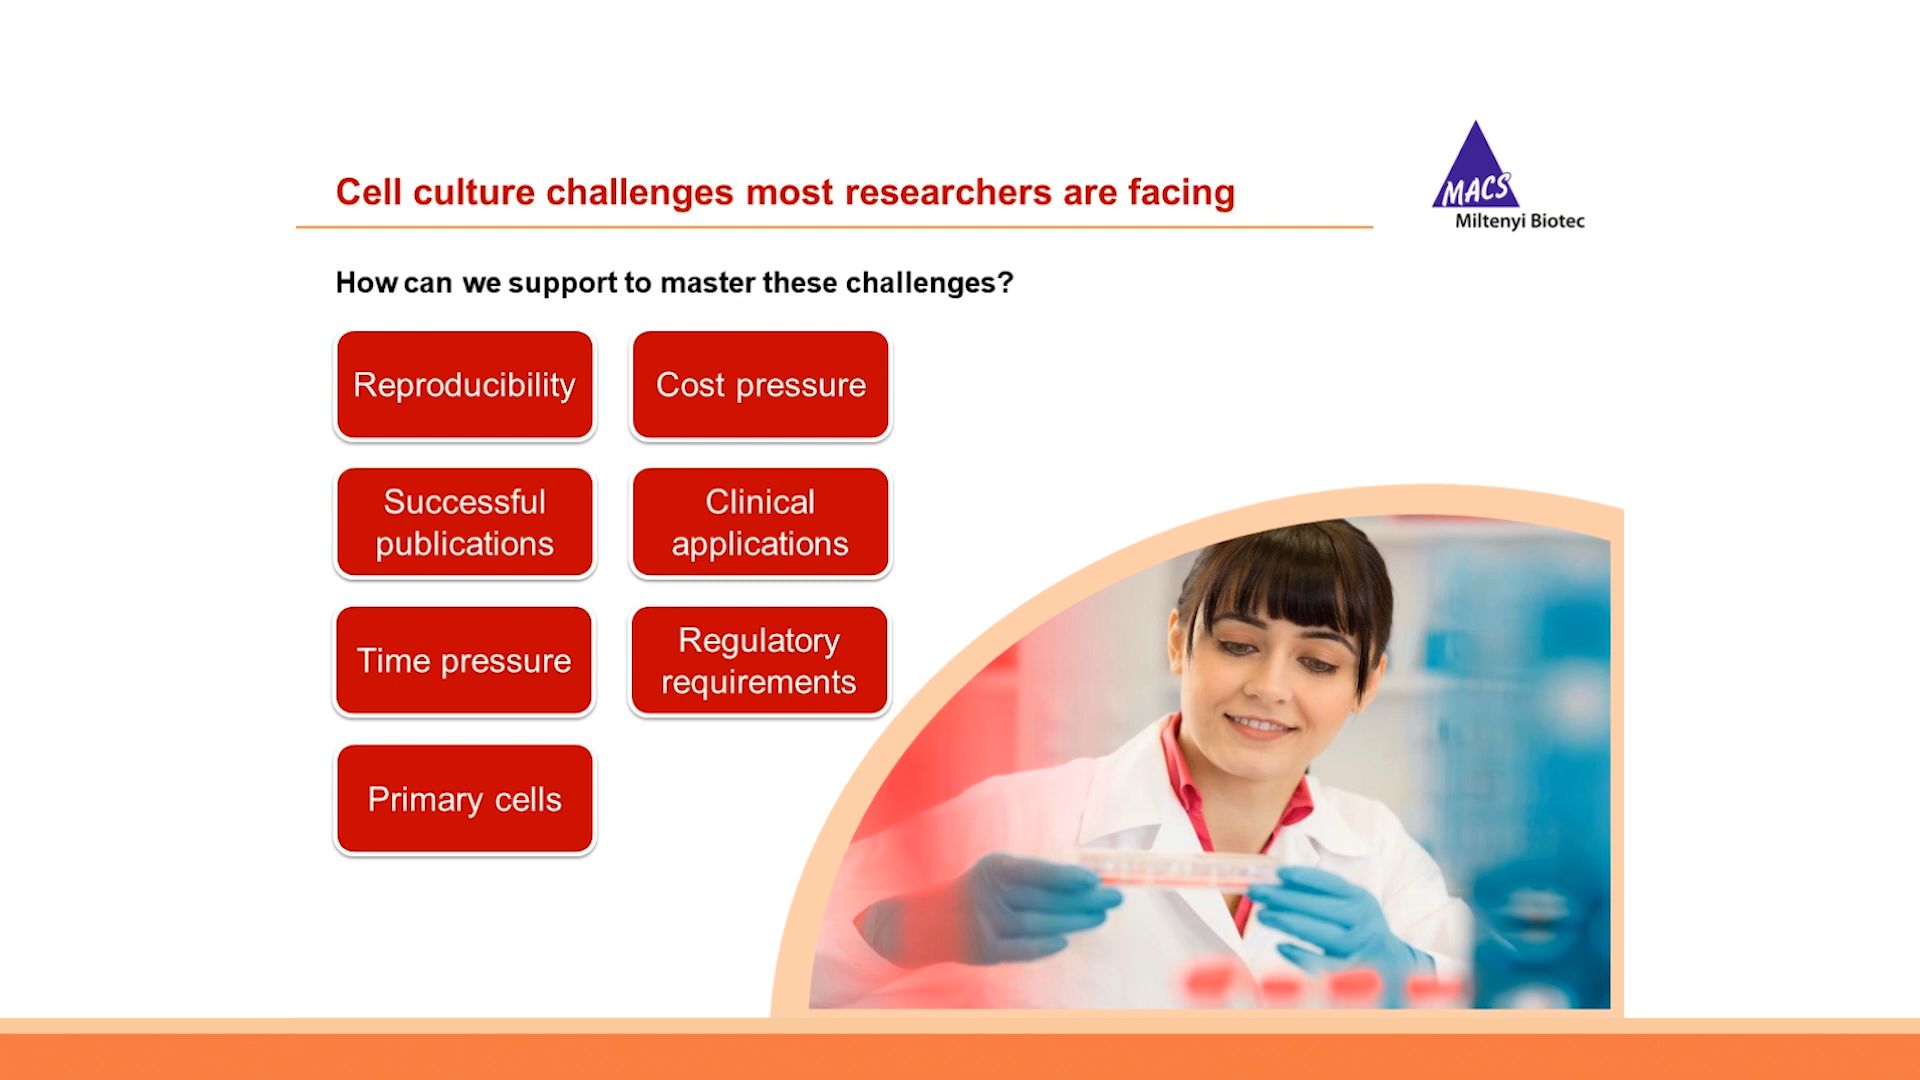 Cell culture challenges most researchers are facing
MACS
Miltenyi Biotec
How can we support to master these challenges?
Reproducibility
Cost pressure
Successful
publications
Clinical
applications
Time pressure
Regulatory
requirements
Primary cells